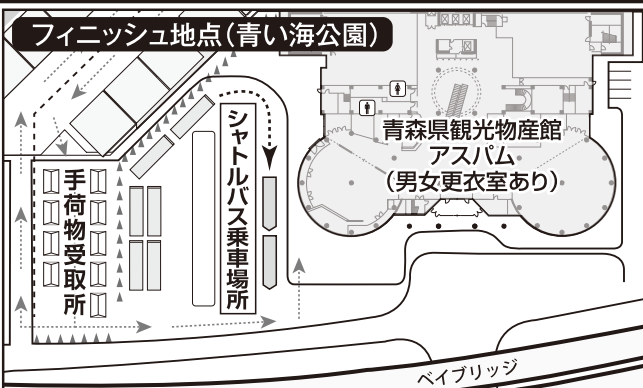 フィニッシュ地点（青い海公園）
青森県観光物産館
アスパム
（男女更衣室あり）
シャトルバス乗車場所
手荷物受取所
ベイブリッジ